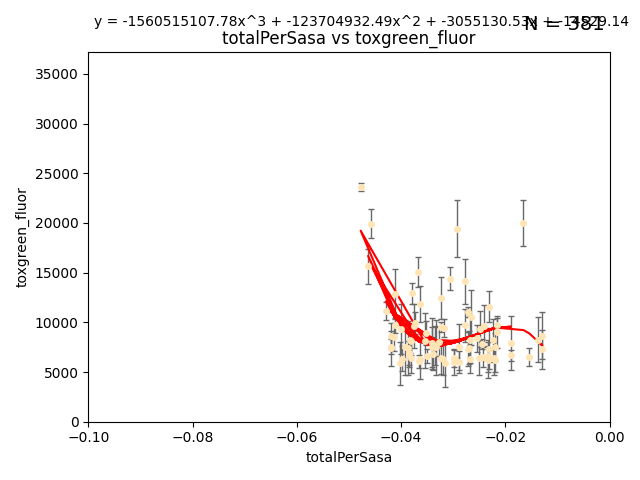 y = -1560515107.78x^3 + -123704932.49x^2 + -3055130.53x + -14529.14
N = 381
totalPerSasa vs toxgreen_fluor
toxgreen_fluor
35000
30000
25000
20000
15000
10000
5000
0
−0.10 −0.08 −0.06 −0.04 −0.02 0.00
totalPerSasa